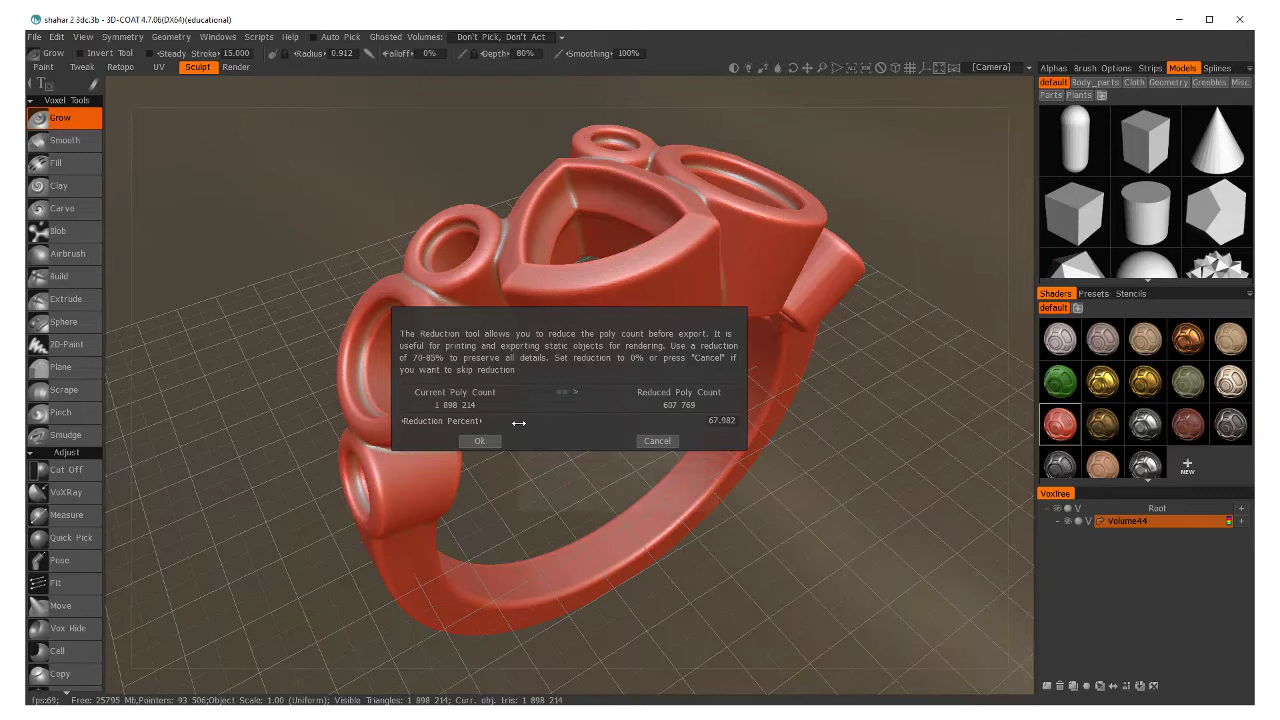 shahar 2 3dc.3b - 3D-COAT 4.7.06(DX64)(educational)
File Edit View Symmetry Geometry Windows Scripts Help Auto Pick Ghosted Volumes: Don't Pick, Don't Act
Grow Invert Tool Steady Stroke 15.000 Radius 0.912 Falloff 0% Depth 80% Smoothing 100%
Paint Tweak Retopo UV Sculpt Render [Camera]
Alphas Brush Options Strips Models Splines
default Body_parts Cloth Geometry Greebles Misc
Parts Plants
Voxel Tools
Grow
Smooth
Fill
Clay
Carve
Blob
Airbrush
Build
Extrude
Sphere
2D-Paint
Plane
Scrape
Pinch
Smudge
Adjust
Cut Off
VoXRay
Measure
Quick Pick
Pose
Fit
Move
Vox Hide
Cell
Copy
The Reduction tool allows you to reduce the poly count before export. It is
useful for printing and exporting static objects for rendering. Use a reduction
of 70-85% to preserve all details. Set reduction to 0% or press "Cancel" if
you want to skip reduction
Current Poly Count == > Reduced Poly Count
1 898 214 607 769
Reduction Percent 67.982
Ok Cancel
Shaders Presets Stencils
default
NEW
VoxTree
V Root +
- V Volume44 +
fps:69; Free: 25795 Mb,Pointers: 93 506;Object Scale: 1.00 (Uniform); Visible Triangles: 1 898 214; Curr. obj. tris: 1 898 214